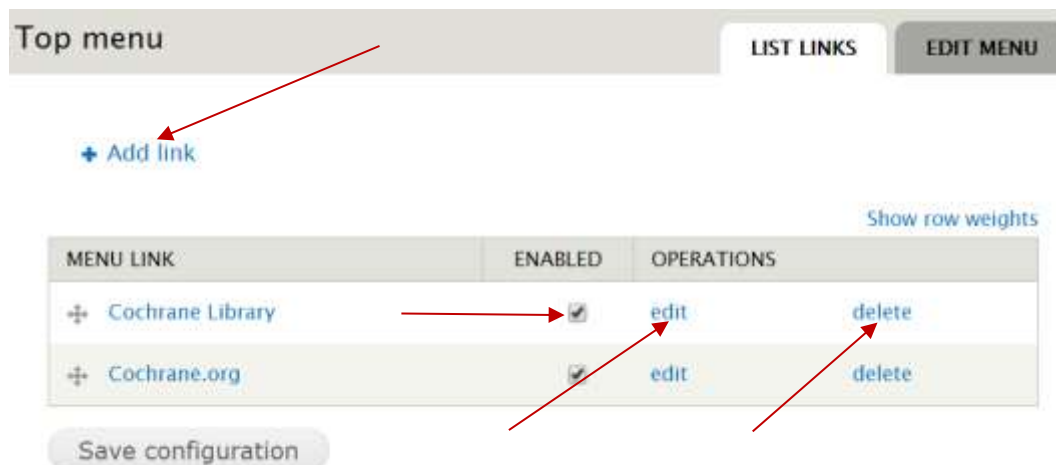 Top menu LIST LINKS EDIT MENU
Add link
Show row weights
MENU LINK ENABLED OPERATIONS
Cochrane Library edit delete
Cochrane.org edit delete
Save configuration